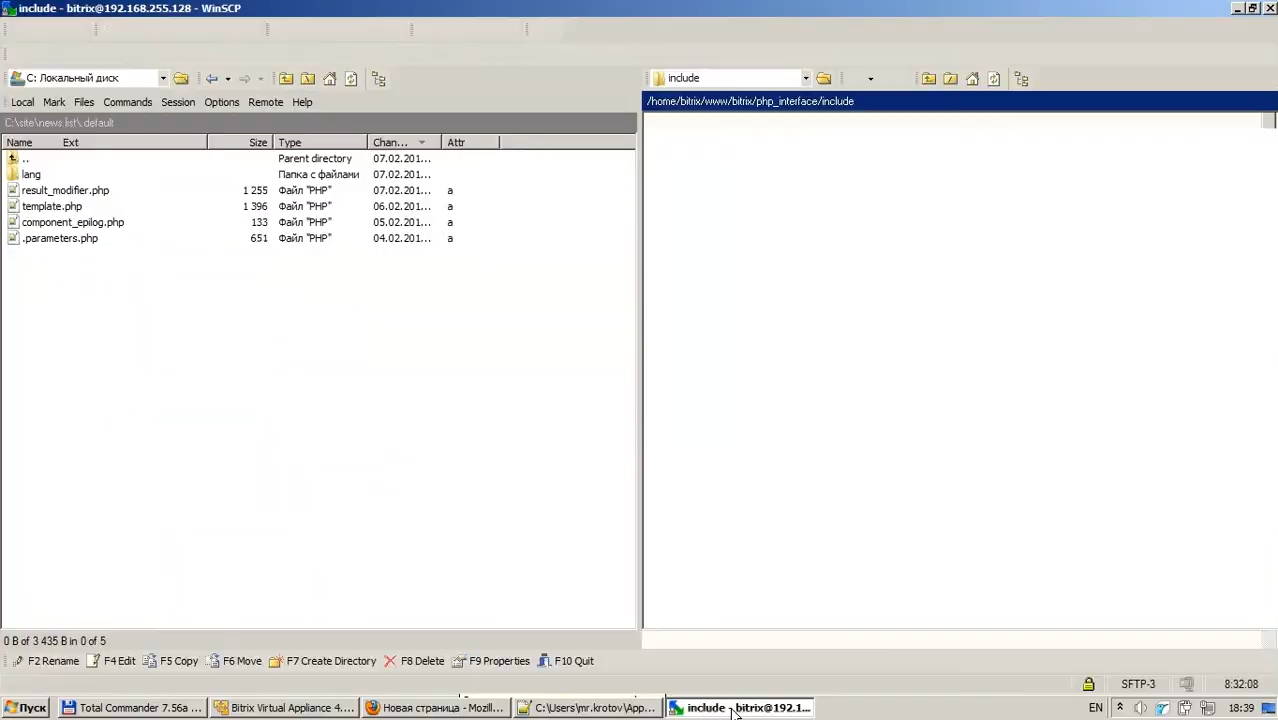 include - bitrix@192.168.255.128 - WinSCP
C: Локальный диск
include
Local Mark Files Commands Session Options Remote Help
/home/bitrix/www/bitrix/php_interface/include
C:\site\news.list\.default
Name Ext Size Type Chan... Attr
.. Parent directory 07.02.201...
lang Папка с файлами 07.02.201...
result_modifier.php 1 255 Файл "PHP" 07.02.201... a
template.php 1 396 Файл "PHP" 06.02.201... a
component_epilog.php 133 Файл "PHP" 05.02.201... a
.parameters.php 651 Файл "PHP" 04.02.201... a
0 B of 3 435 B in 0 of 5
F2 Rename F4 Edit F5 Copy F6 Move F7 Create Directory F8 Delete F9 Properties F10 Quit
SFTP-3 8:32:08
Пуск Total Commander 7.56a ... Bitrix Virtual Appliance 4.... Новая страница - Mozill... C:\Users\mr.krotov\App... include - bitrix@192.1... EN 18:39